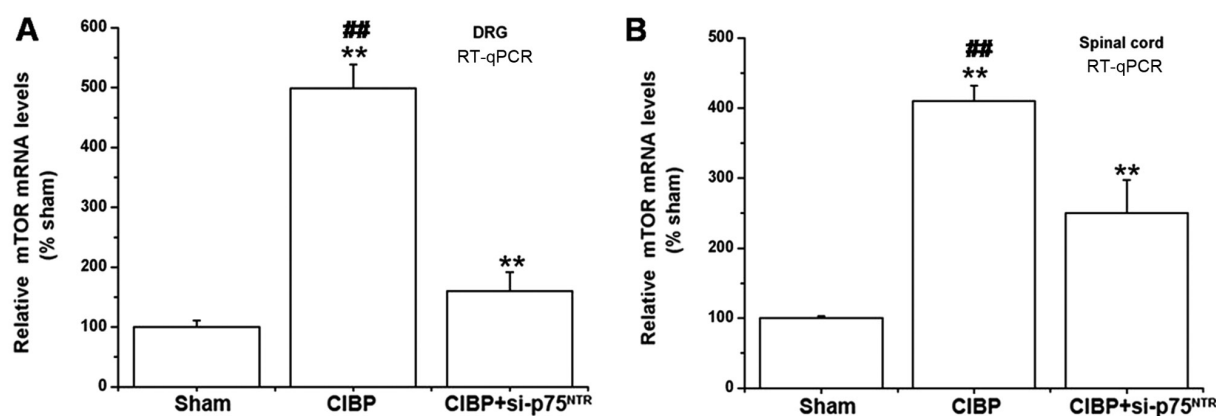 A
DRG
RT-qPCR
##
**
**
Relative mTOR mRNA levels
(% sham)
600
500
400
300
200
100
0
Sham
CIBP
CIBP+si-p75NTR
B
Spinal cord
RT-qPCR
##
**
**
Relative mTOR mRNA levels
(% sham)
500
400
300
200
100
0
Sham
CIBP
CIBP+si-p75NTR